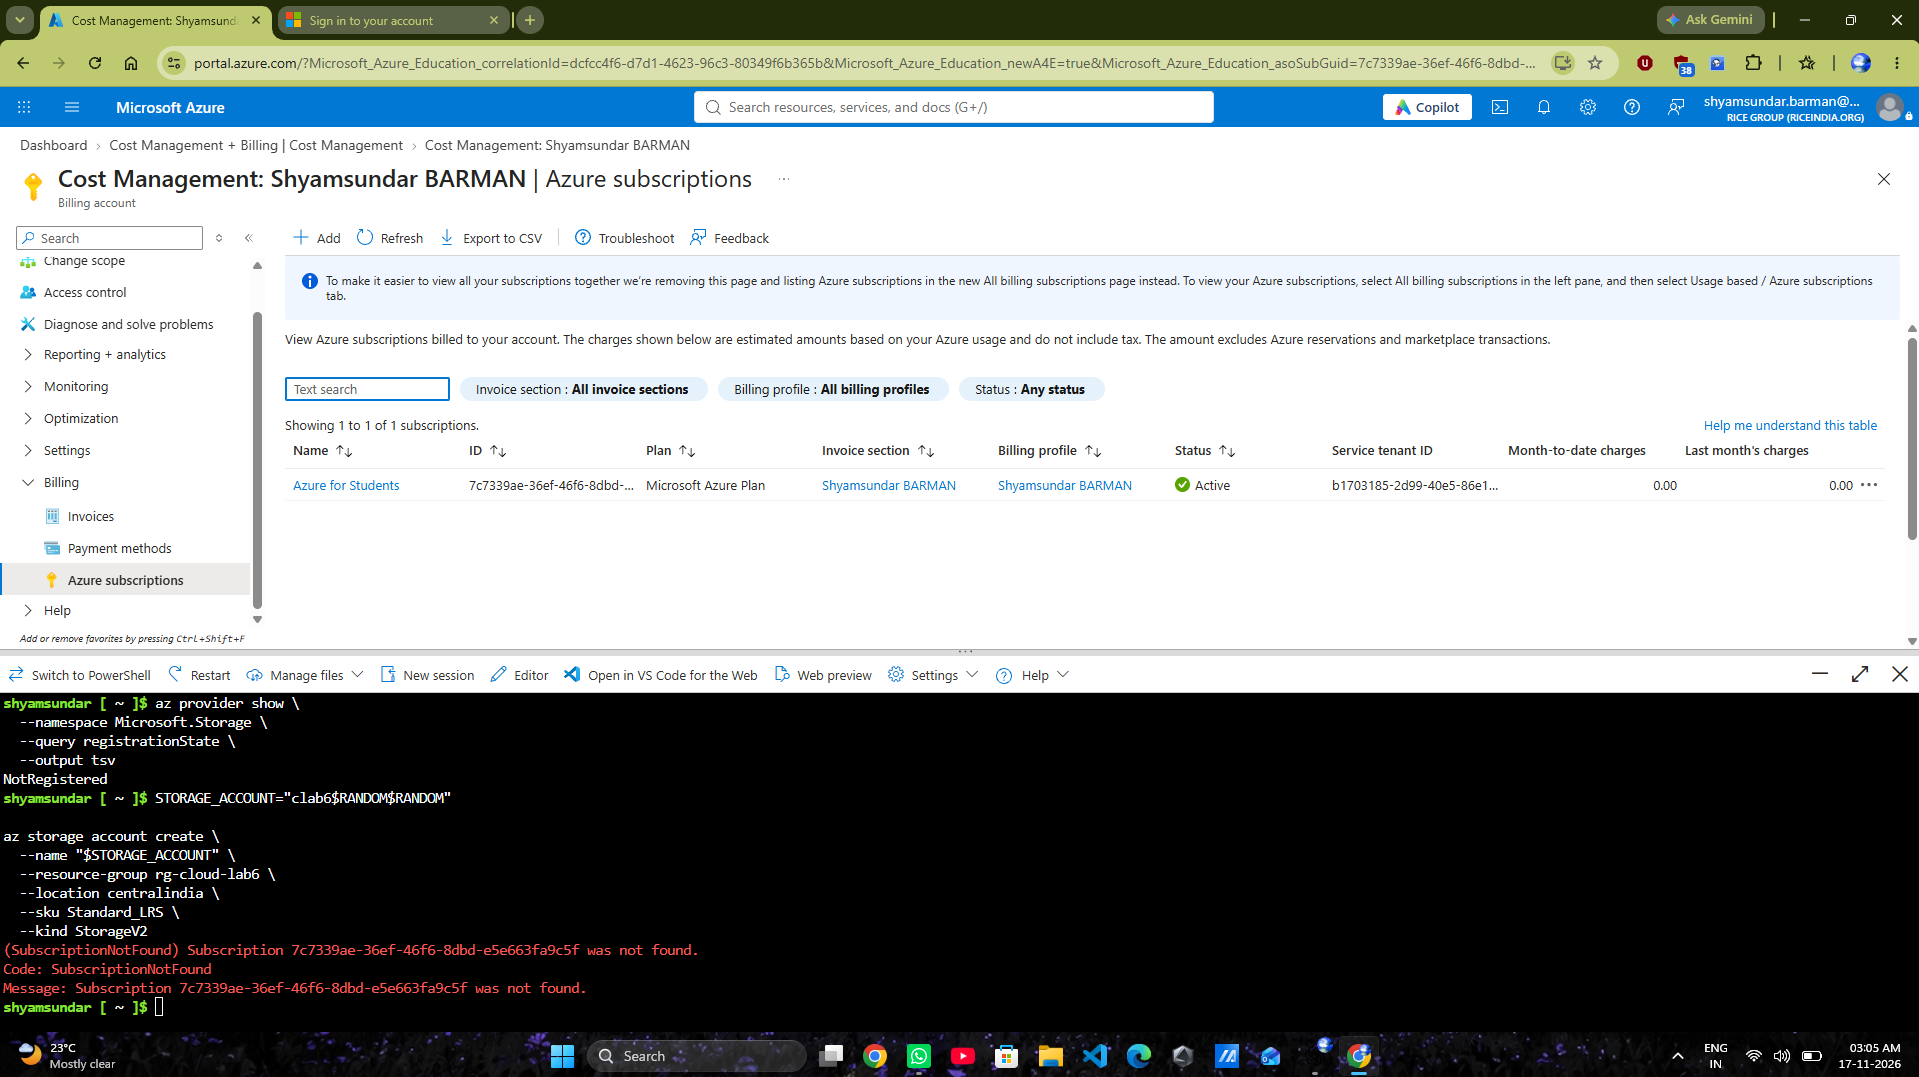 Cost Management: Shyamsunda
Sign in to your account
Ask Gemini
portal.azure.com/?Microsoft_Azure_Education_correlationId=dcfcc4f6-d7d1-4623-96c3-80349f6b365b&Microsoft_Azure_Education_newA4E=true&Microsoft_Azure_Education_asoSubGuid=7c7339ae-36ef-46f6-8dbd-...
38
Microsoft Azure
Search resources, services, and docs (G+/)
Copilot
shyamsundar.barman@...
RICE GROUP (RICEINDIA.ORG)
Dashboard > Cost Management + Billing | Cost Management > Cost Management: Shyamsundar BARMAN
Cost Management: Shyamsundar BARMAN | Azure subscriptions ...
Billing account
Search
Add
Refresh
Export to CSV
Troubleshoot
Feedback
Change scope
Access control
Diagnose and solve problems
Reporting + analytics
Monitoring
Optimization
Settings
Billing
Invoices
Payment methods
Azure subscriptions
Help
Add or remove favorites by pressing Ctrl+Shift+F
To make it easier to view all your subscriptions together we're removing this page and listing Azure subscriptions in the new All billing subscriptions page instead. To view your Azure subscriptions, select All billing subscriptions in the left pane, and then select Usage based / Azure subscriptions
tab.
View Azure subscriptions billed to your account. The charges shown below are estimated amounts based on your Azure usage and do not include tax. The amount excludes Azure reservations and marketplace transactions.
Text search
Invoice section : All invoice sections
Billing profile : All billing profiles
Status : Any status
Showing 1 to 1 of 1 subscriptions.
Help me understand this table
Name ID Plan Invoice section Billing profile Status Service tenant ID Month-to-date charges Last month's charges
Azure for Students 7c7339ae-36ef-46f6-8dbd-... Microsoft Azure Plan Shyamsundar BARMAN Shyamsundar BARMAN Active b1703185-2d99-40e5-86e1... 0.00 0.00 ...
Switch to PowerShell
Restart
Manage files
New session
Editor
Open in VS Code for the Web
Web preview
Settings
Help
shyamsundar [ ~ ]$ az provider show \
--namespace Microsoft.Storage \
--query registrationState \
--output tsv
NotRegistered
shyamsundar [ ~ ]$ STORAGE_ACCOUNT="clab6$RANDOM$RANDOM"
az storage account create \
--name "$STORAGE_ACCOUNT" \
--resource-group rg-cloud-lab6 \
--location centralindia \
--sku Standard_LRS \
--kind StorageV2
(SubscriptionNotFound) Subscription 7c7339ae-36ef-46f6-8dbd-e5e663fa9c5f was not found.
Code: SubscriptionNotFound
Message: Subscription 7c7339ae-36ef-46f6-8dbd-e5e663fa9c5f was not found.
shyamsundar [ ~ ]$
23°C
Mostly clear
Search
ENG
IN
03:05 AM
17-11-2026